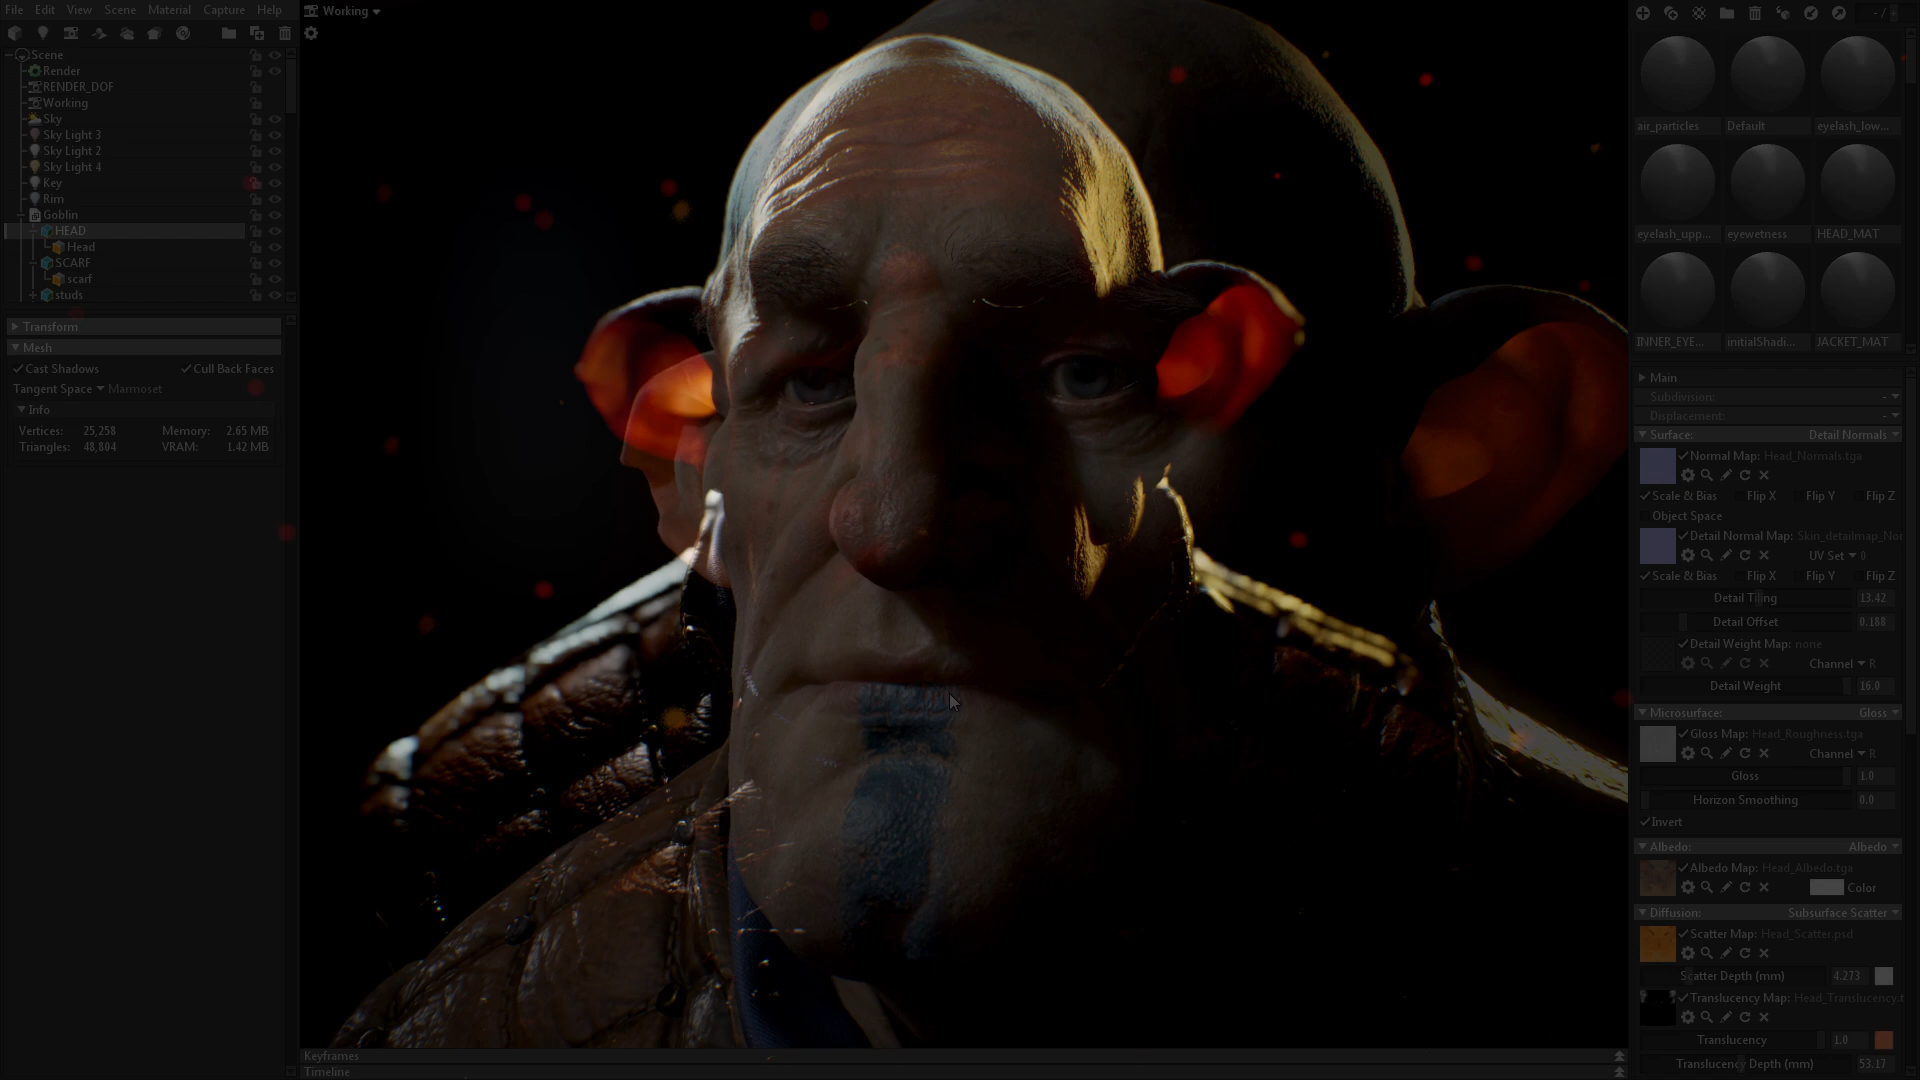 File Edit View Scene Material Capture Help
Working
- /
Scene
Render
RENDER_DOF
Working
Sky
Sky Light 3
Sky Light 2
Sky Light 4
Key
Rim
Goblin
HEAD
Head
SCARF
scarf
studs
Transform
Mesh
Cast Shadows Cull Back Faces
Tangent Space Marmoset
Info
Vertices: 25,258 Memory: 2.65 MB
Triangles: 48,804 VRAM: 1.42 MB
Keyframes
Timeline
air_particles Default eyelash_low...
eyelash_upp... eyewetness HEAD_MAT
INNER_EYE... initialShadi... JACKET_MAT
Main
Subdivision: -
Displacement: -
Surface: Detail Normals
Normal Map: Head_Normals.tga
Scale & Bias Flip X Flip Y Flip Z
Object Space
Detail Normal Map: Skin_detailmap_Nor
UV Set 0
Scale & Bias Flip X Flip Y Flip Z
Detail Tiling 13.42
Detail Offset 0.188
Detail Weight Map: none
Channel R
Detail Weight 16.0
Microsurface: Gloss
Gloss Map: Head_Roughness.tga
Channel R
Gloss 1.0
Horizon Smoothing 0.0
Invert
Albedo: Albedo
Albedo Map: Head_Albedo.tga
Color
Diffusion: Subsurface Scatter
Scatter Map: Head_Scatter.psd
Scatter Depth (mm) 4.273
Translucency Map: Head_Translucency.t
Translucency 1.0
Translucency Depth (mm) 53.17